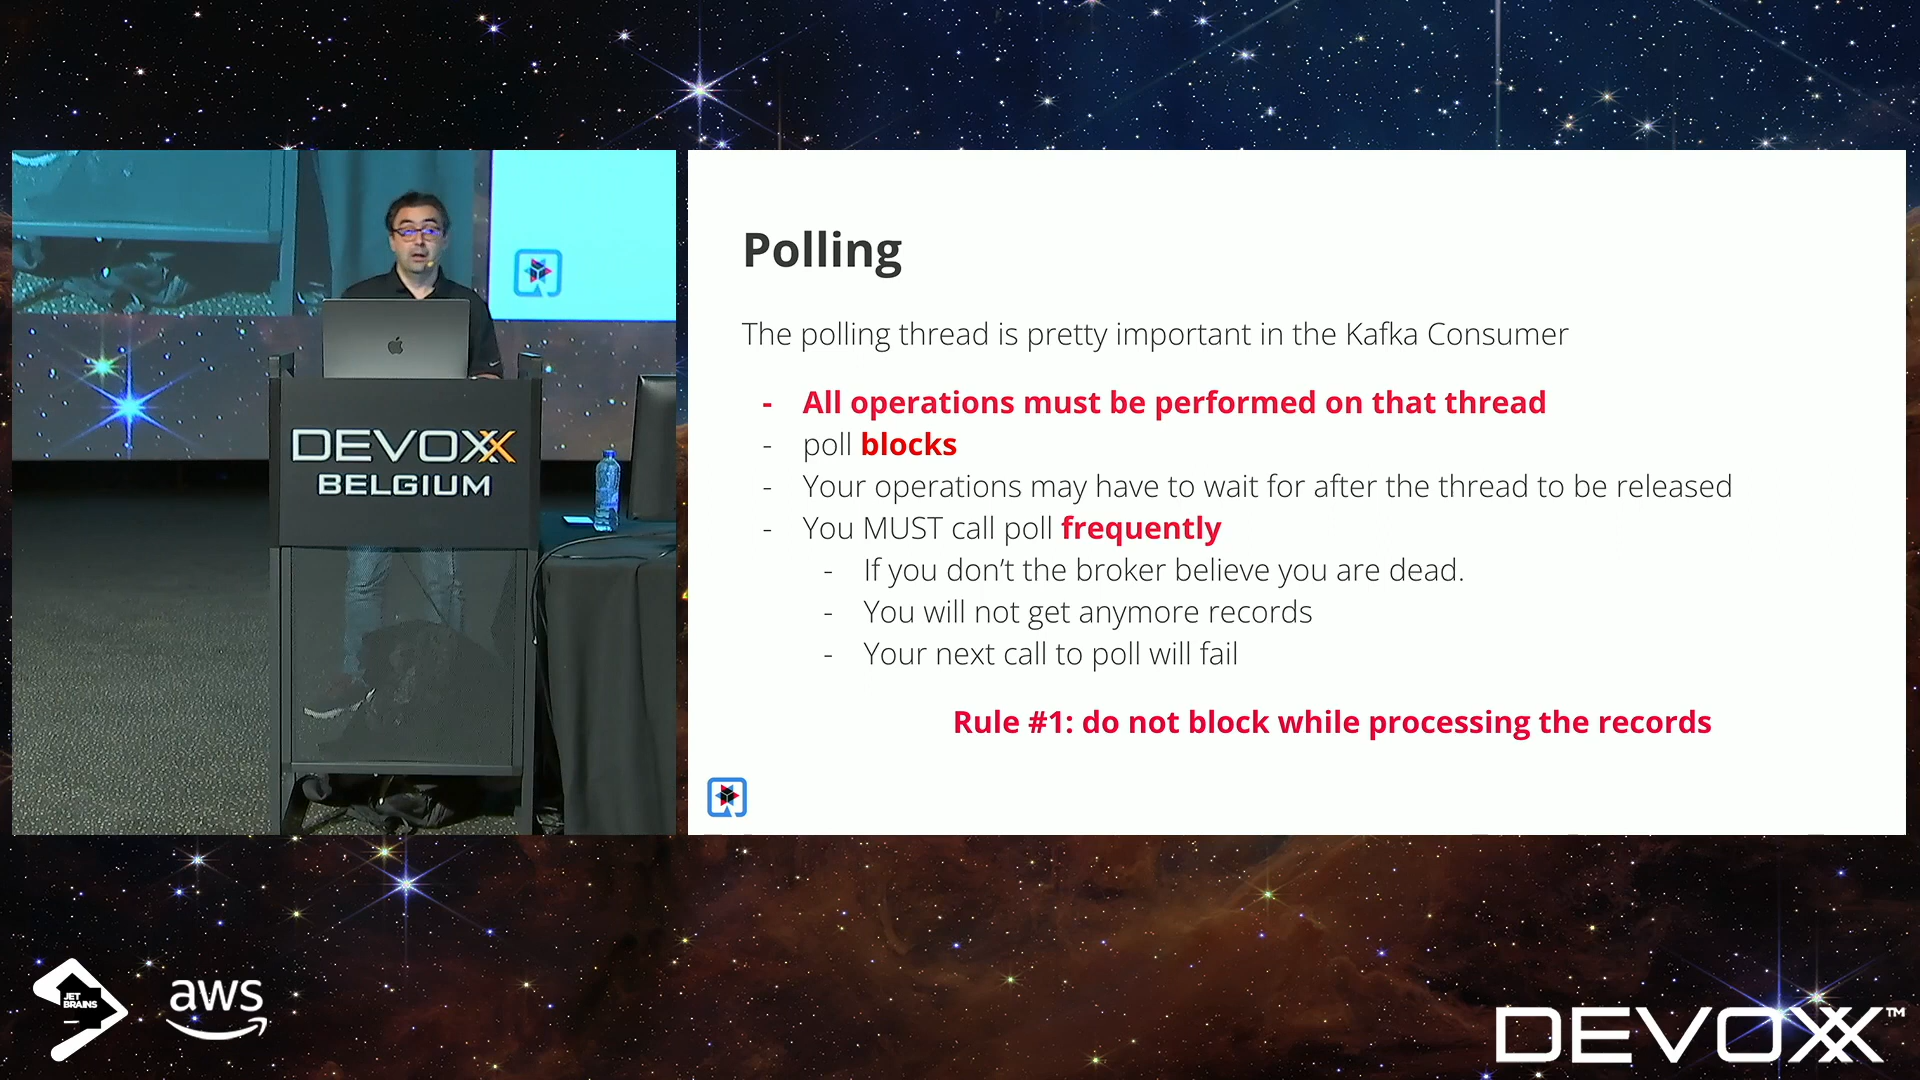 DEVOXX
BELGIUM
Polling
The polling thread is pretty important in the Kafka Consumer
- All operations must be performed on that thread
- poll blocks
- Your operations may have to wait for after the thread to be released
- You MUST call poll frequently
- If you don't the broker believe you are dead.
- You will not get anymore records
- Your next call to poll will fail
Rule #1: do not block while processing the records
JET
BRAINS
aws
DEVOXX™